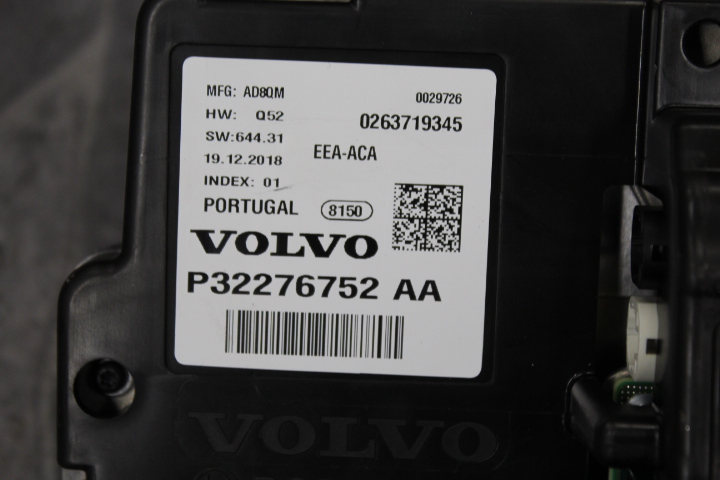 MFG: AD8QM
0029726
HW: Q52
0263719345
SW:644.31
EEA-ACA
19.12.2018
INDEX: 01
PORTUGAL 8150
VOLVO
P32276752 AA
VOLVO